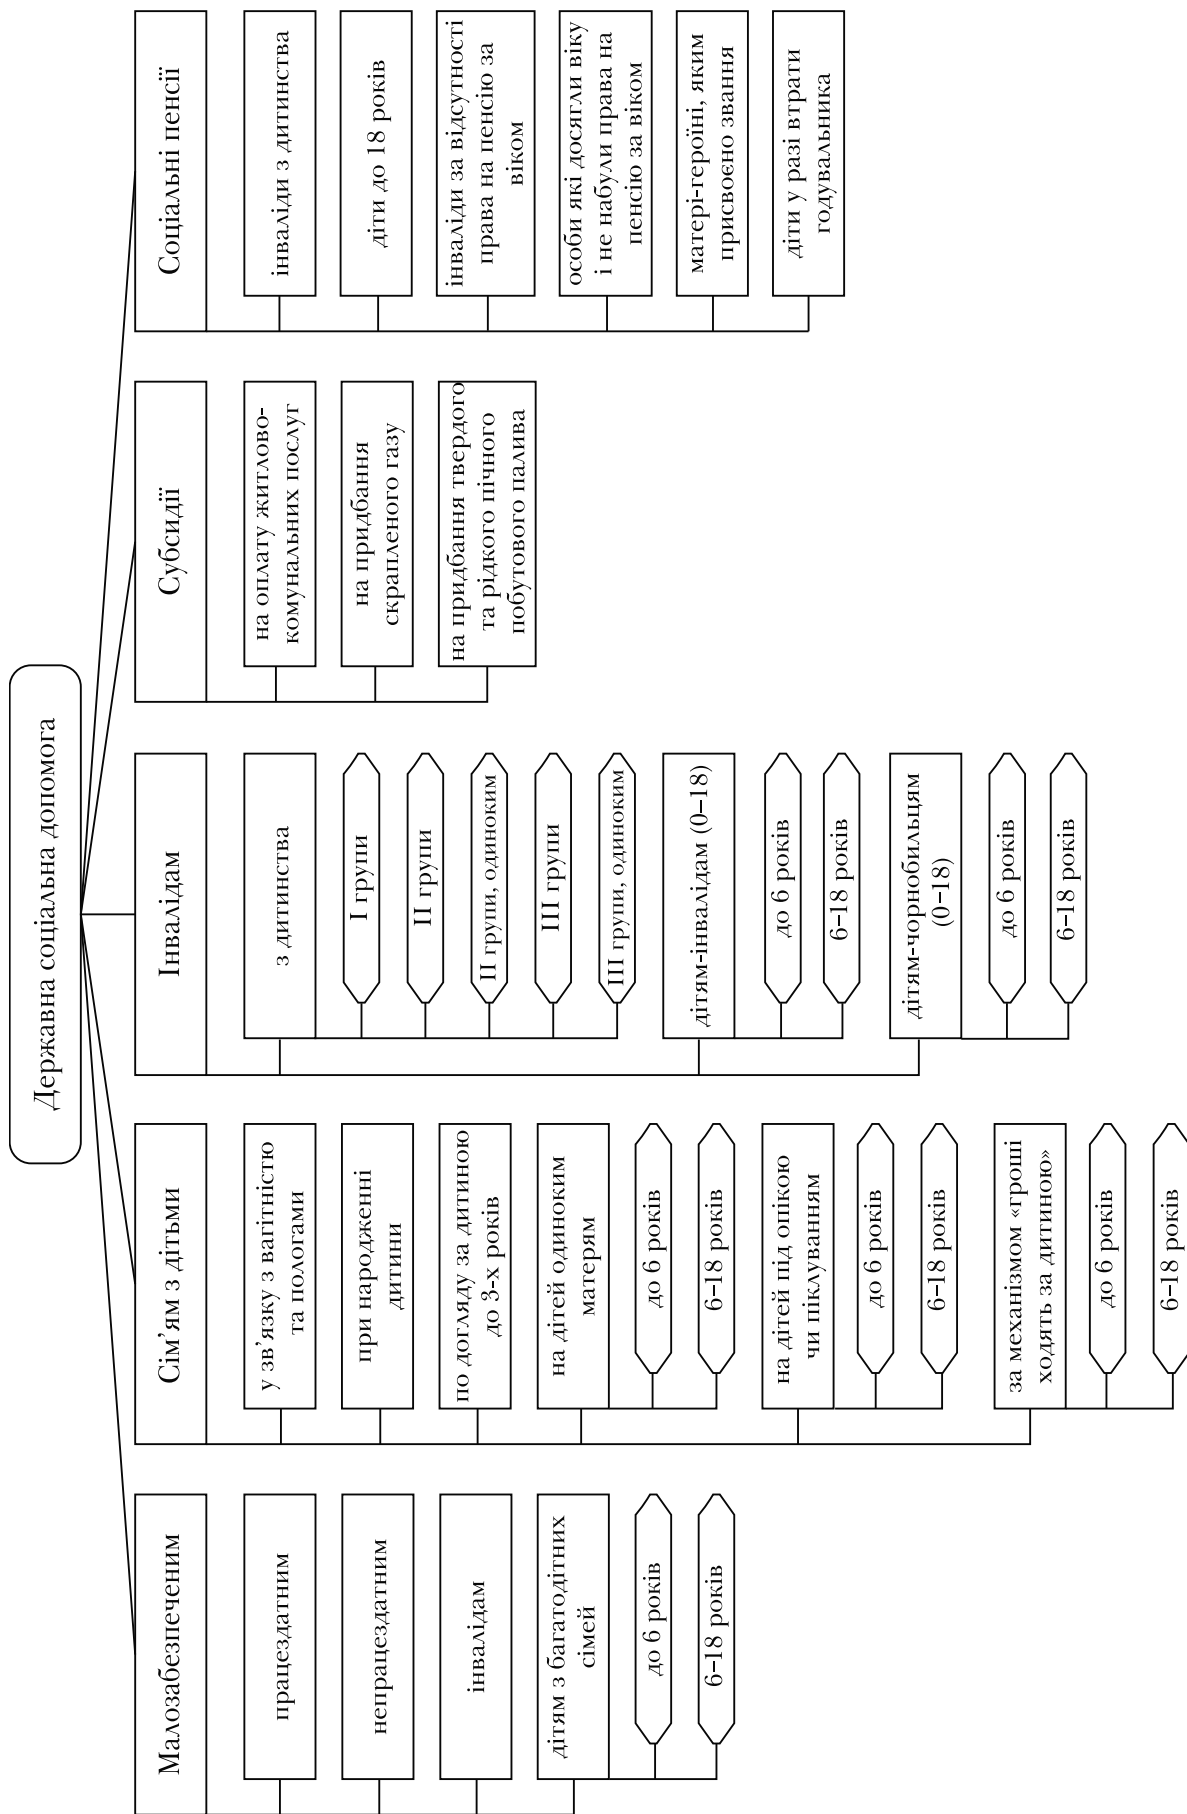 Державна соціальна допомога
Малозабезпеченим
працездатним
непрацездатним
інвалідам
дітям з багатодітних
сімей
до 6 років
6–18 років
Сім'ям з дітьми
у зв'язку з вагітністю
та пологами
при народженні
дитини
по догляду за дитиною
до 3-х років
на дітей одиноким
матерям
до 6 років
6–18 років
на дітей під опікою
чи піклуванням
до 6 років
6–18 років
за механізмом «гроші
ходять за дитиною»
до 6 років
6–18 років
Інвалідам
з дитинства
I групи
II групи
II групи, одиноким
III групи
III групи, одиноким
дітям-інвалідам (0–18)
до 6 років
6–18 років
дітям-чорнобильцям
(0–18)
до 6 років
6–18 років
Субсидії
на оплату житлово-
комунальних послуг
на придбання
скрапленого газу
на придбання твердого
та рідкого пічного
побутового палива
Соціальні пенсії
інваліди з дитинства
діти до 18 років
інваліди за відсутності
права на пенсію за
віком
особи які досягли віку
і не набули права на
пенсію за віком
матері-героїні, яким
присвоєно звання
діти у разі втрати
годувальника